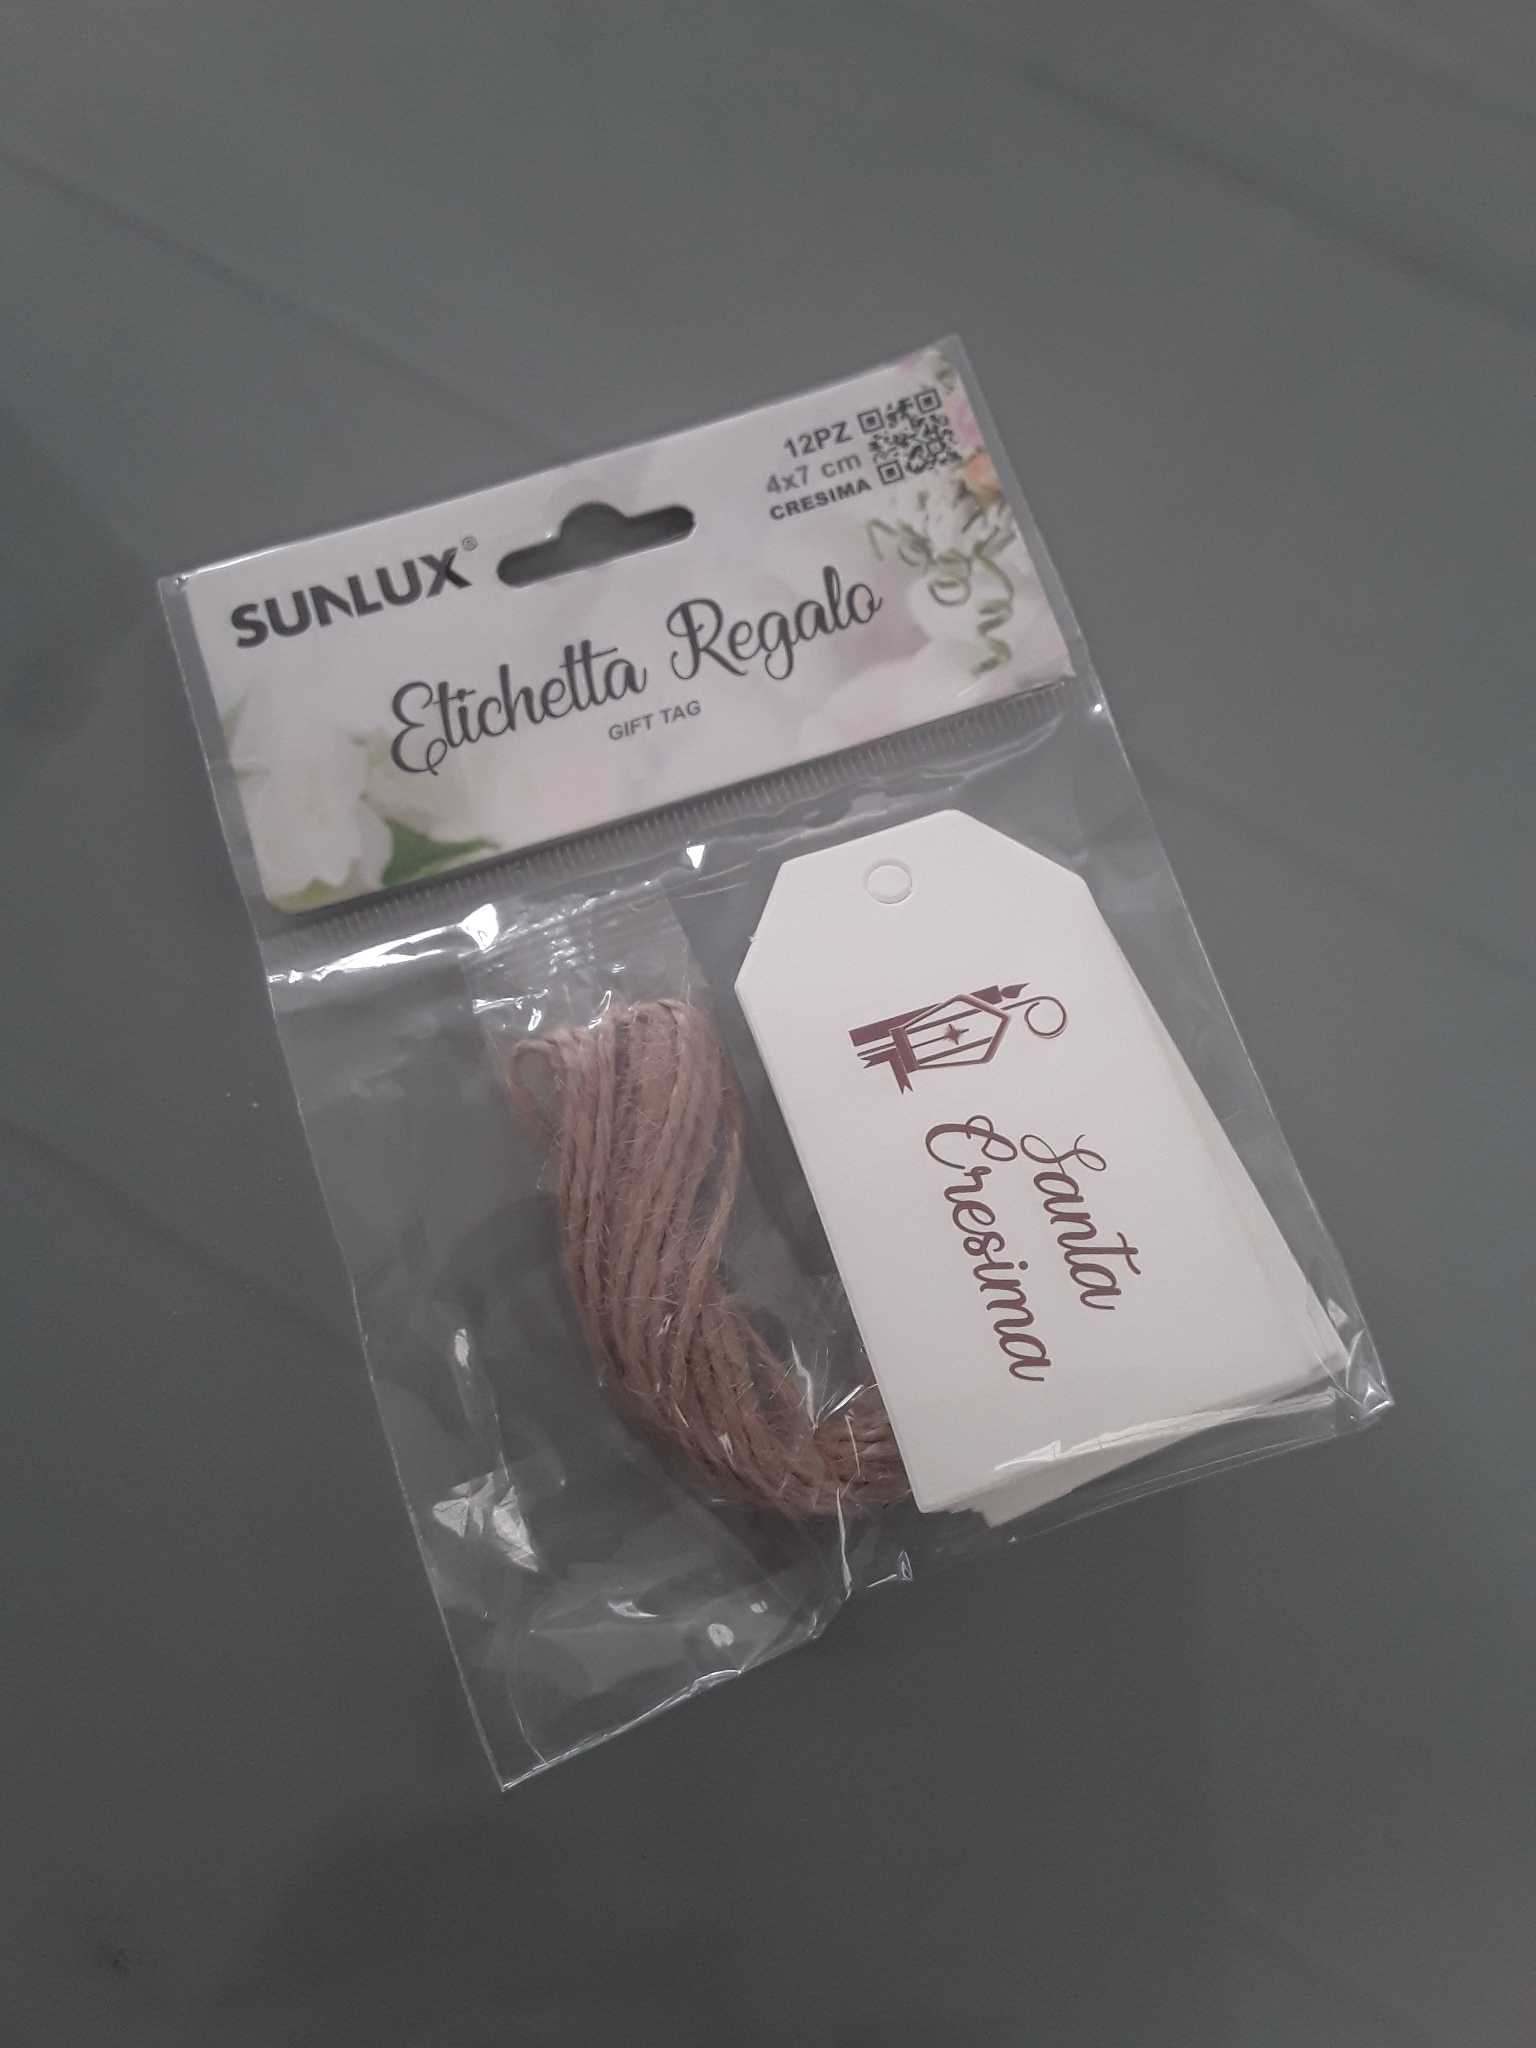 SUNLUX®
12PZ
4x7 cm
CRESIMA
Etichetta Regalo
GIFT TAG
Santa
Cresima